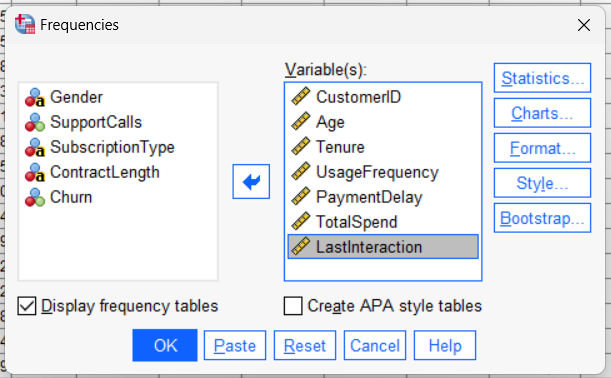 Frequencies
Variable(s):
Gender
SupportCalls
SubscriptionType
ContractLength
Churn
CustomerID
Age
Tenure
UsageFrequency
PaymentDelay
TotalSpend
LastInteraction
Statistics...
Charts...
Format...
Style...
Bootstrap...
Display frequency tables
Create APA style tables
OK
Paste
Reset
Cancel
Help